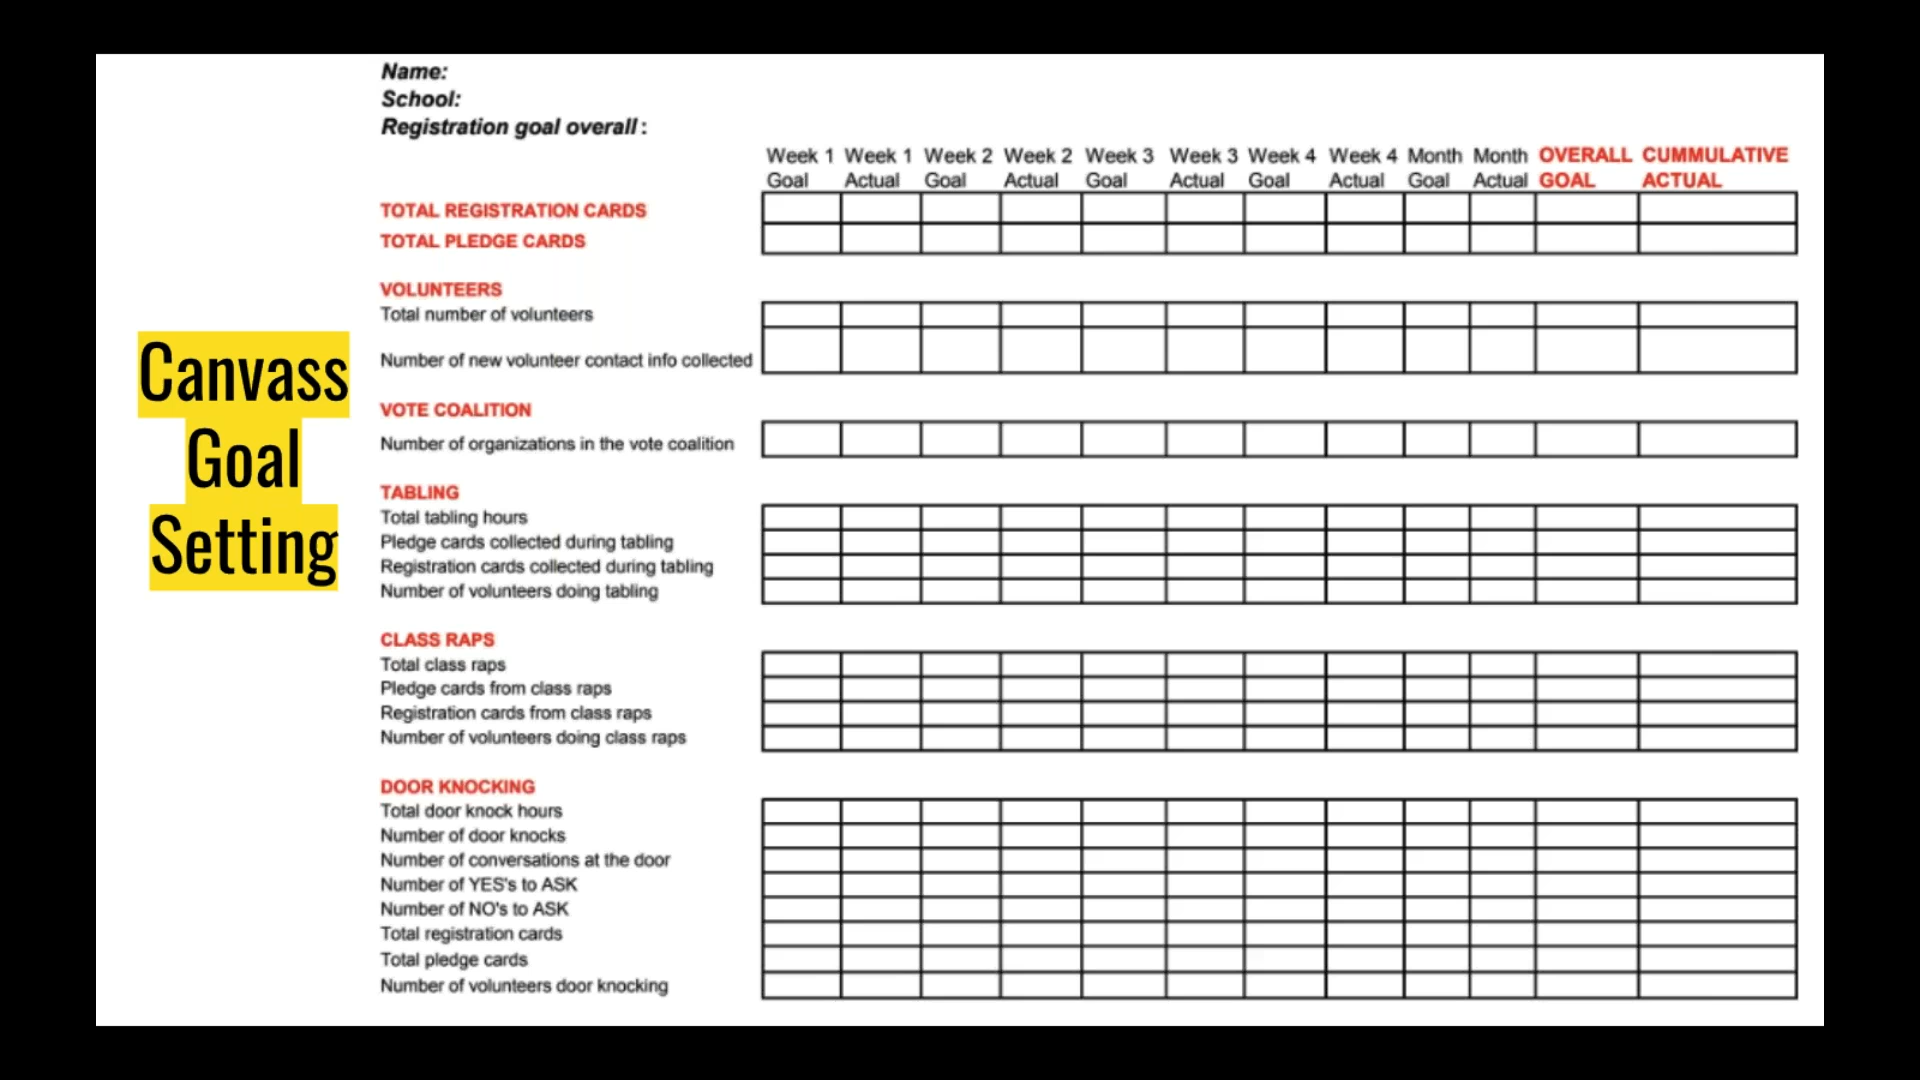 Canvass
Goal
Setting
Name:
School:
Registration goal overall:
Week 1 Week 1 Week 2 Week 2 Week 3 Week 3 Week 4 Week 4 Month Month OVERALL CUMMULATIVE
Goal Actual Goal Actual Goal Actual Goal Actual Goal Actual GOAL ACTUAL
TOTAL REGISTRATION CARDS
TOTAL PLEDGE CARDS
VOLUNTEERS
Total number of volunteers
Number of new volunteer contact info collected
VOTE COALITION
Number of organizations in the vote coalition
TABLING
Total tabling hours
Pledge cards collected during tabling
Registration cards collected during tabling
Number of volunteers doing tabling
CLASS RAPS
Total class raps
Pledge cards from class raps
Registration cards from class raps
Number of volunteers doing class raps
DOOR KNOCKING
Total door knock hours
Number of door knocks
Number of conversations at the door
Number of YES's to ASK
Number of NO's to ASK
Total registration cards
Total pledge cards
Number of volunteers door knocking